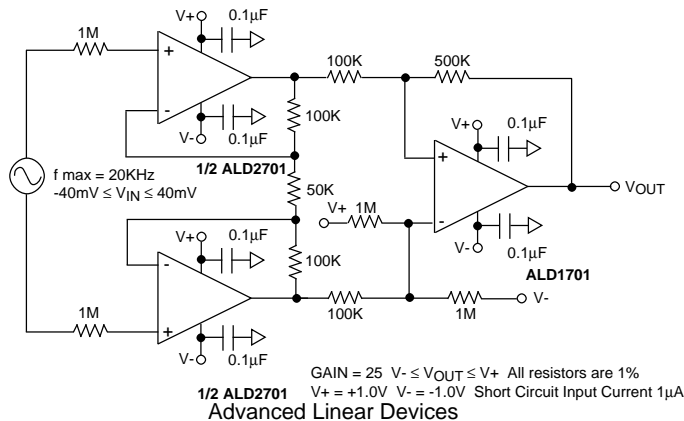 V+
0.1µF
1M
+
-
100K
500K
V-
0.1µF
100K
1/2 ALD2701
V+
0.1µF
+
-
VOUT
f max = 20KHz
-40mV ≤ VIN ≤ 40mV
50K
V+
1M
V-
0.1µF
ALD1701
V+
0.1µF
-
+
100K
100K
1M
V-
1M
V-
0.1µF
1/2 ALD2701
GAIN = 25 V- ≤ VOUT ≤ V+ All resistors are 1%
V+ = +1.0V V- = -1.0V Short Circuit Input Current 1µA
Advanced Linear Devices